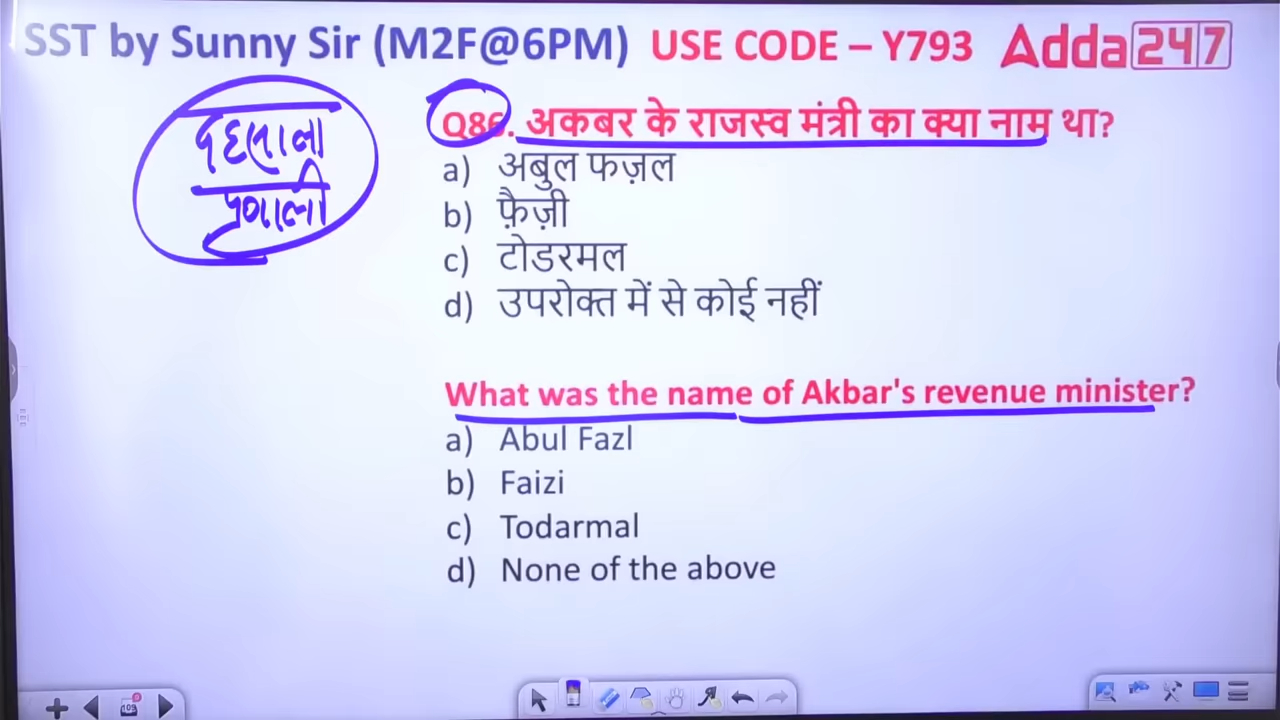 SST by Sunny Sir (M2F@6PM) USE CODE – Y793 Adda247
दहसाला
प्रणाली
Q86. अकबर के राजस्व मंत्री का क्या नाम था?
a) अबुल फज़ल
b) फ़ैज़ी
c) टोडरमल
d) उपरोक्त में से कोई नहीं
What was the name of Akbar's revenue minister?
a) Abul Fazl
b) Faizi
c) Todarmal
d) None of the above